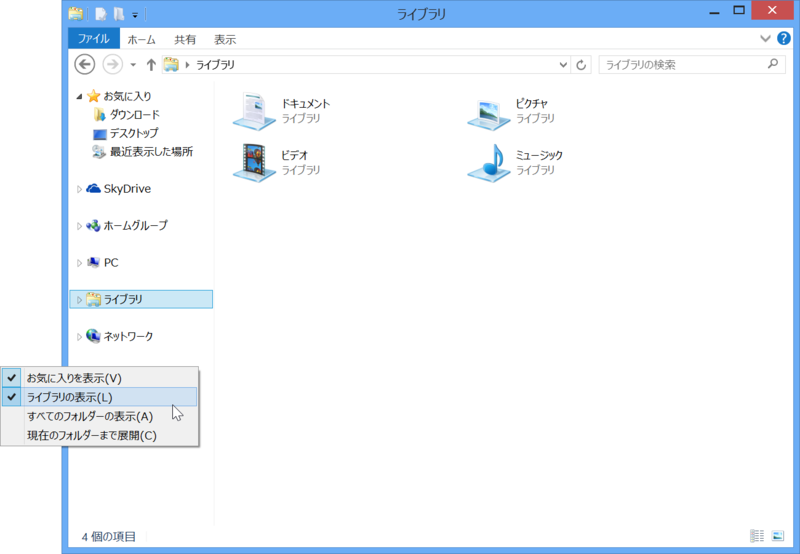 ライブラリ
ファイル ホーム 共有 表示
ライブラリ
ライブラリの検索
お気に入り
ダウンロード
デスクトップ
最近表示した場所
SkyDrive
ホームグループ
PC
ライブラリ
ネットワーク
ドキュメント
ライブラリ
ピクチャ
ライブラリ
ビデオ
ライブラリ
ミュージック
ライブラリ
お気に入りを表示(V)
ライブラリの表示(L)
すべてのフォルダーの表示(A)
現在のフォルダーまで展開(C)
4 個の項目